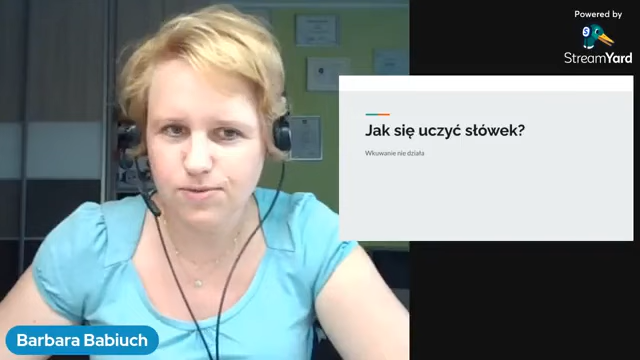 Powered by
StreamYard
Jak się uczyć słówek?
Wkuwanie nie działa
Barbara Babiuch